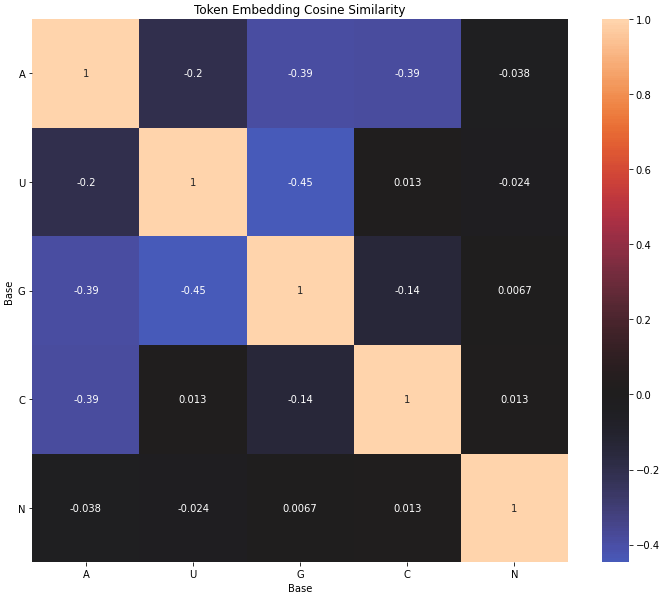 Token Embedding Cosine Similarity
A 1 -0.2 -0.39 -0.39 -0.038
U -0.2 1 -0.45 0.013 -0.024
G -0.39 -0.45 1 -0.14 0.0067
C -0.39 0.013 -0.14 1 0.013
N -0.038 -0.024 0.0067 0.013 1
A U G C N
Base
Base
1.0
0.8
0.6
0.4
0.2
0.0
−0.2
−0.4